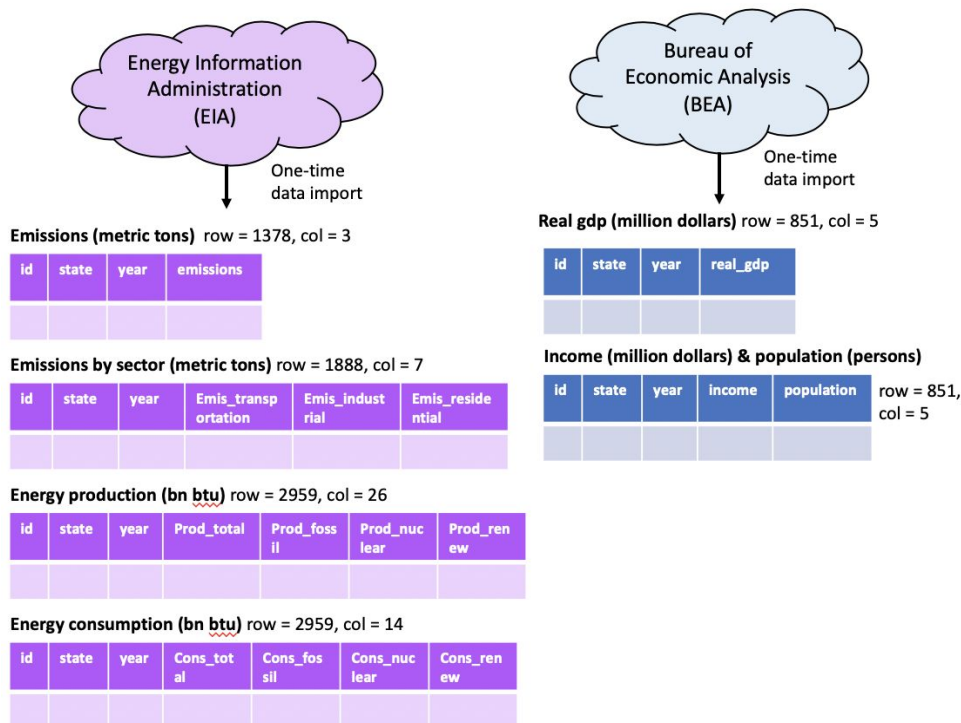 Energy Information
Administration
(EIA)
One-time
data import
Emissions (metric tons) row = 1378, col = 3
id state year emissions
Emissions by sector (metric tons) row = 1888, col = 7
id state year Emis_transp
ortation Emis_indust
rial Emis_reside
ntial
Energy production (bn btu) row = 2959, col = 26
id state year Prod_total Prod_foss
il Prod_nuc
lear Prod_ren
ew
Energy consumption (bn btu) row = 2959, col = 14
id state year Cons_tot
al Cons_fo
ssil Cons_nuc
lear Cons_ren
ew
Bureau of
Economic Analysis
(BEA)
One-time
data import
Real gdp (million dollars) row = 851, col = 5
id state year real_gdp
Income (million dollars) & population (persons)
id state year income population
row = 851,
col = 5